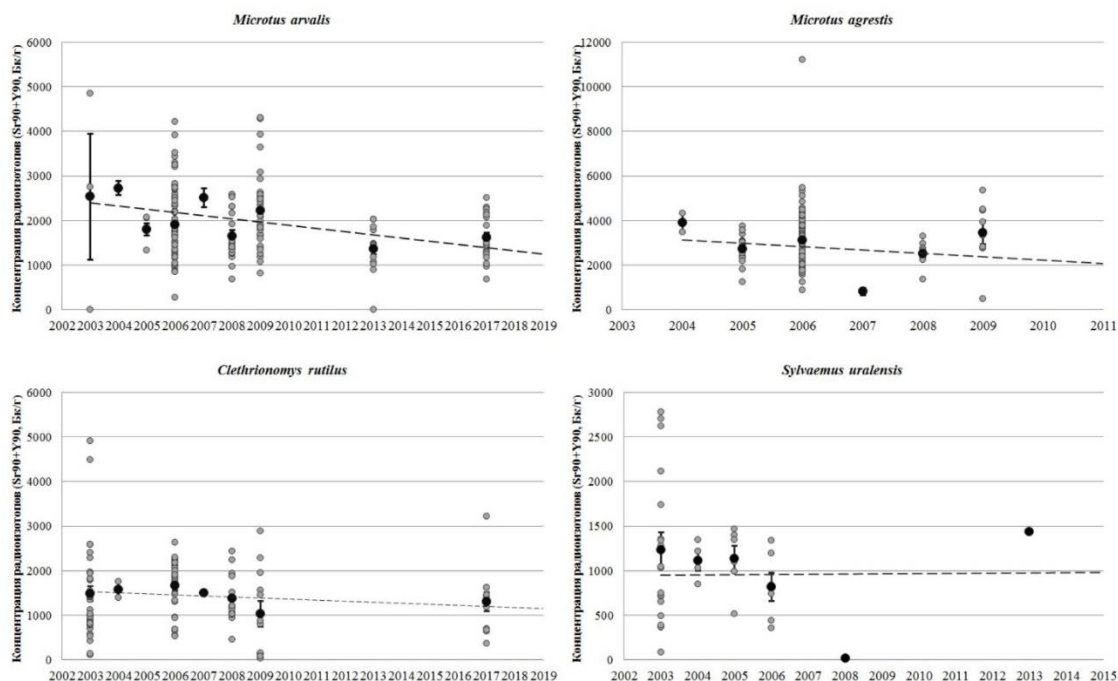 Microtus arvalis
Концентрация радиоизотопов (Sr90+Y90, Бк/г)
6000
5000
4000
3000
2000
1000
0
2002 2003 2004 2005 2006 2007 2008 2009 2010 2011 2012 2013 2014 2015 2016 2017 2018 2019
Microtus agrestis
Концентрация радиоизотопов (Sr90+Y90, Бк/г)
12000
10000
8000
6000
4000
2000
0
2003 2004 2005 2006 2007 2008 2009 2010 2011
Clethrionomys rutilus
Концентрация радиоизотопов (Sr90+Y90, Бк/г)
6000
5000
4000
3000
2000
1000
0
2002 2003 2004 2005 2006 2007 2008 2009 2010 2011 2012 2013 2014 2015 2016 2017 2018 2019
Sylvaemus uralensis
Концентрация радиоизотопов (Sr90+Y90, Бк/г)
3000
2500
2000
1500
1000
500
0
2002 2003 2004 2005 2006 2007 2008 2009 2010 2011 2012 2013 2014 2015